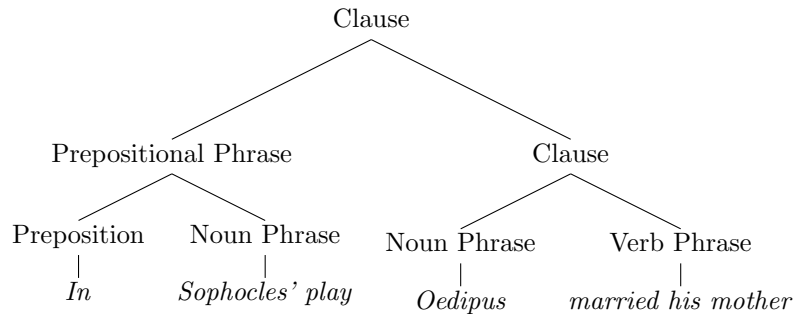 Clause
Prepositional Phrase Clause
Preposition Noun Phrase Noun Phrase Verb Phrase
In Sophocles' play Oedipus married his mother